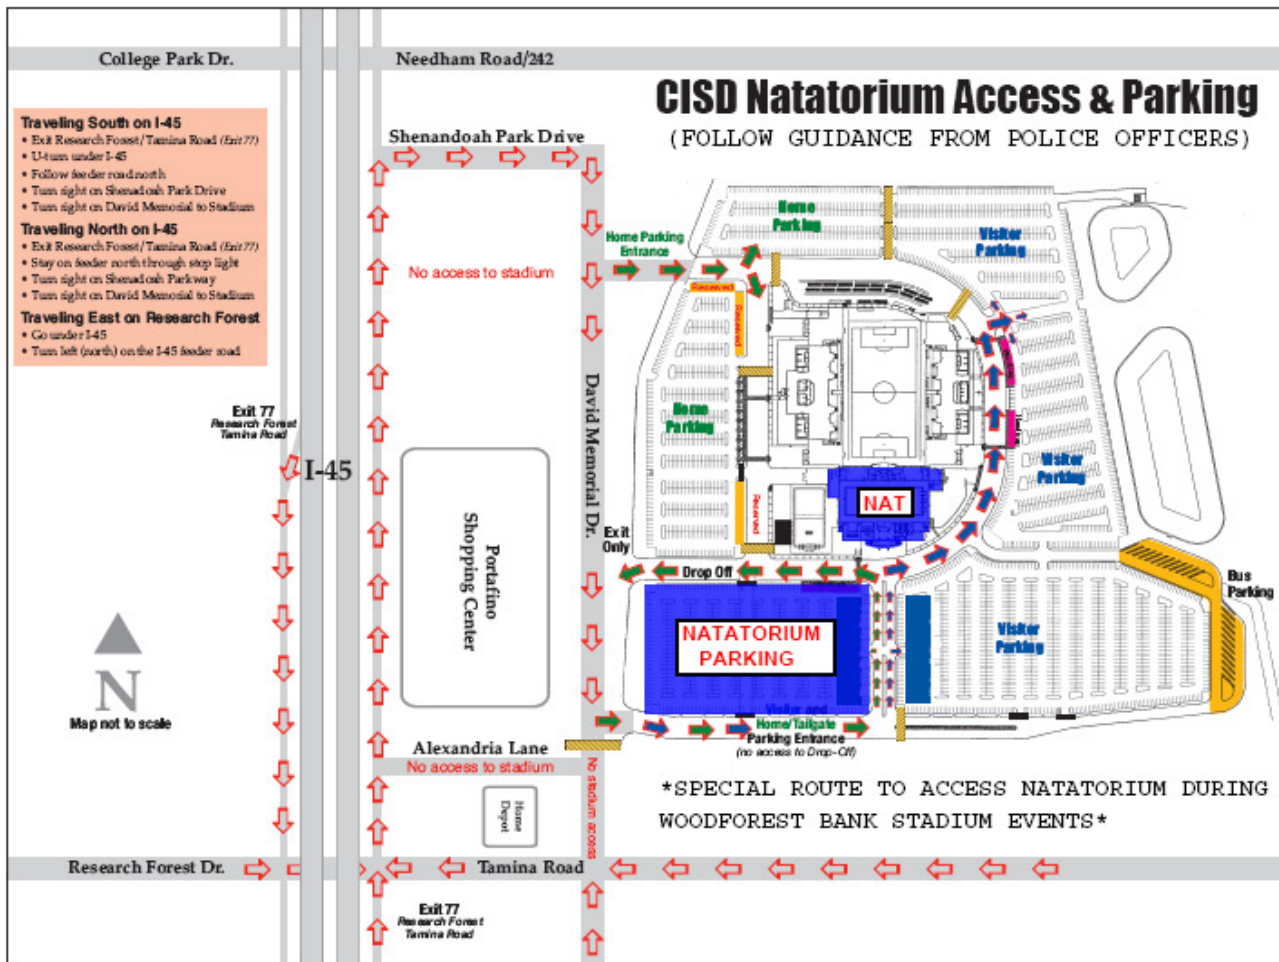 College Park Dr.
Needham Road/242
CISD Natatorium Access & Parking
(FOLLOW GUIDANCE FROM POLICE OFFICERS)
Traveling South on I-45
• Exit Research Forest/Tamina Road (Exit 77)
• U-turn under I-45
• Follow feeder road north
• Turn right on Shenadoah Park Drive
• Turn right on David Memorial to Stadium
Traveling North on I-45
• Exit Research Forest/Tamina Road (Exit 77)
• Stay on feeder north through stop light
• Turn right on Shenandoah Parkway
• Turn right on David Memorial to Stadium
Traveling East on Research Forest
• Go under I-45
• Turn left (north) on the I-45 feeder road
Shenandoah Park Drive
Home
Parking
Visitor
Parking
Home Parking
Entrance
No access to stadium
Reserved
Reserved
David Memorial Dr.
Exit 77
Research Forest
Tamina Road
I-45
Home
Parking
Visitor
Parking
NAT
Reserved
Portafino
Shopping Center
Exit
Only
Drop Off
Bus
Parking
NATATORIUM
PARKING
Visitor
Parking
N
Map not to scale
Visitor and
Home/Tailgate
Parking Entrance
(no access to Drop-Off)
Alexandria Lane
No access to stadium
No stadium access
Home
Depot
*SPECIAL ROUTE TO ACCESS NATATORIUM DURING
WOODFOREST BANK STADIUM EVENTS*
Research Forest Dr.
Tamina Road
Exit 77
Research Forest
Tamina Road